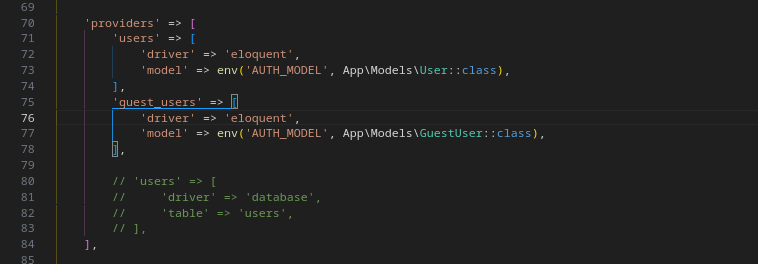 69
70 'providers' => [
71 'users' => [
72 'driver' => 'eloquent',
73 'model' => env('AUTH_MODEL', App\Models\User::class),
74 ],
75 'guest_users' => [
76 'driver' => 'eloquent',
77 'model' => env('AUTH_MODEL', App\Models\GuestUser::class),
78 ],
79
80 // 'users' => [
81 //     'driver' => 'database',
82 //     'table' => 'users',
83 // ],
84 ],
85